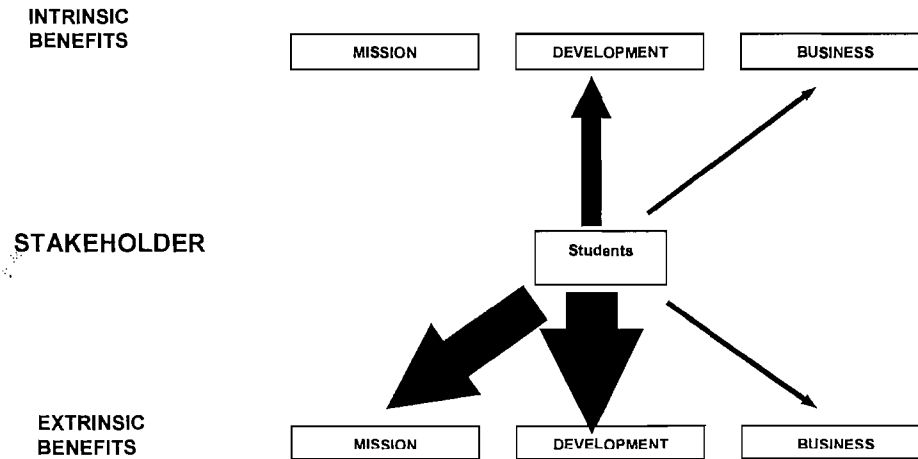 INTRINSIC
BENEFITS
MISSION
DEVELOPMENT
BUSINESS
STAKEHOLDER
Students
EXTRINSIC
BENEFITS
MISSION
DEVELOPMENT
BUSINESS